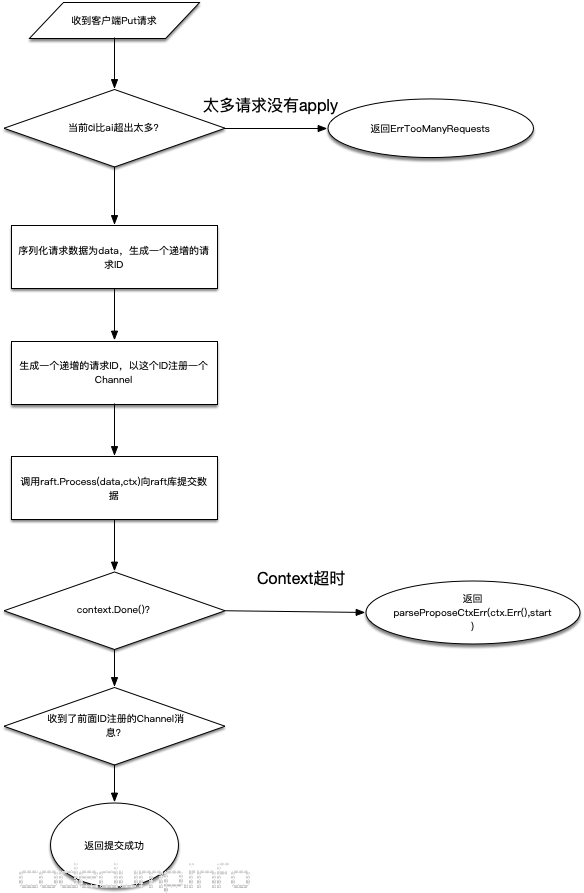 收到客户端Put请求
太多请求没有apply
当前ci比ai超出太多?
返回ErrTooManyRequests
序列化请求数据为data，生成一个递增的请
求ID
生成一个递增的请求ID，以这个ID注册一个
Channel
调用raft.Process(data,ctx)向raft库提交数
据
Context超时
context.Done()?
返回
parseProposeCtxErr(ctx.Err(),start
)
收到了前面ID注册的Channel消
息?
返回提交成功
codedump.info